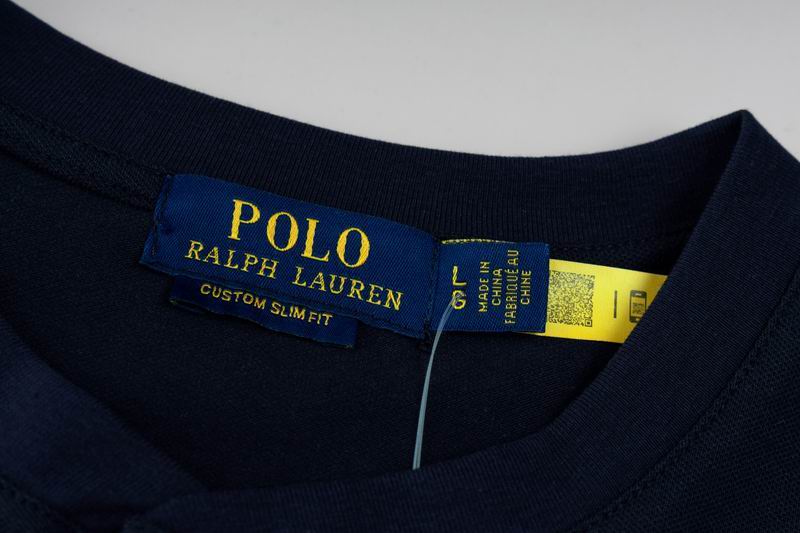 POLO
RALPH LAUREN
CUSTOM SLIM FIT
L
G
MADE IN
CHINA
FABRIQUÉ AU
CHINE